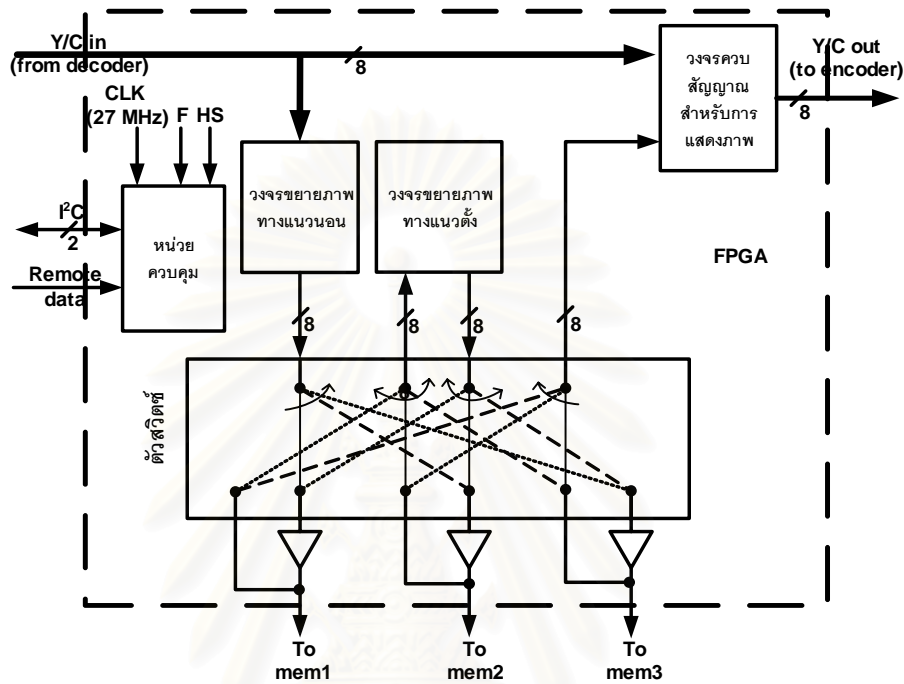 Y/C in
(from decoder)
8
วงจรควบ
สัญญาณ
สำหรับการ
แสดงภาพ
Y/C out
(to encoder)
8
CLK
(27 MHz)
F
HS
วงจรขยายภาพ
ทางแนวนอน
วงจรขยายภาพ
ทางแนวตั้ง
I²C
2
หน่วย
ควบคุม
Remote
data
FPGA
8
8
8
8
ตัวสวิตซ์
To
mem1
To
mem2
To
mem3